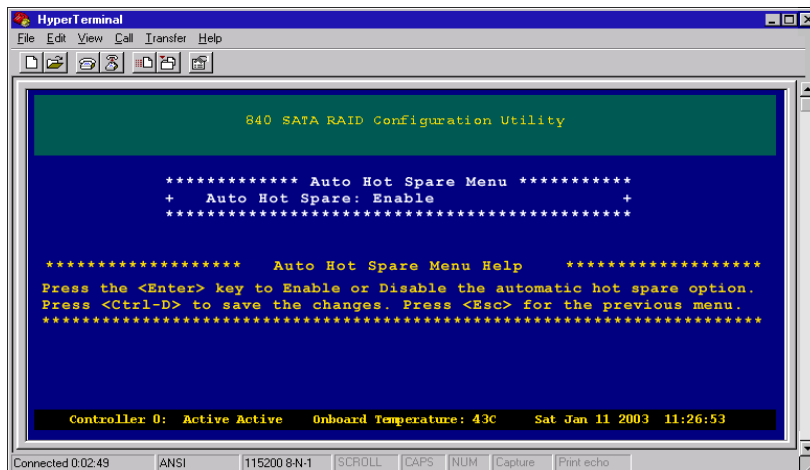 HyperTerminal
File Edit View Call Transfer Help
840 SATA RAID Configuration Utility
************* Auto Hot Spare Menu ***********
+ Auto Hot Spare: Enable +
**********************************************
******************* Auto Hot Spare Menu Help *******************
Press the <Enter> key to Enable or Disable the automatic hot spare option.
Press <Ctrl-D> to save the changes. Press <Esc> for the previous menu.
***********************************************************************
Controller 0: Active Active Onboard Temperature: 43C Sat Jan 11 2003 11:26:53
Connected 0:02:49 ANSI 115200 8-N-1 SCROLL CAPS NUM Capture Print echo